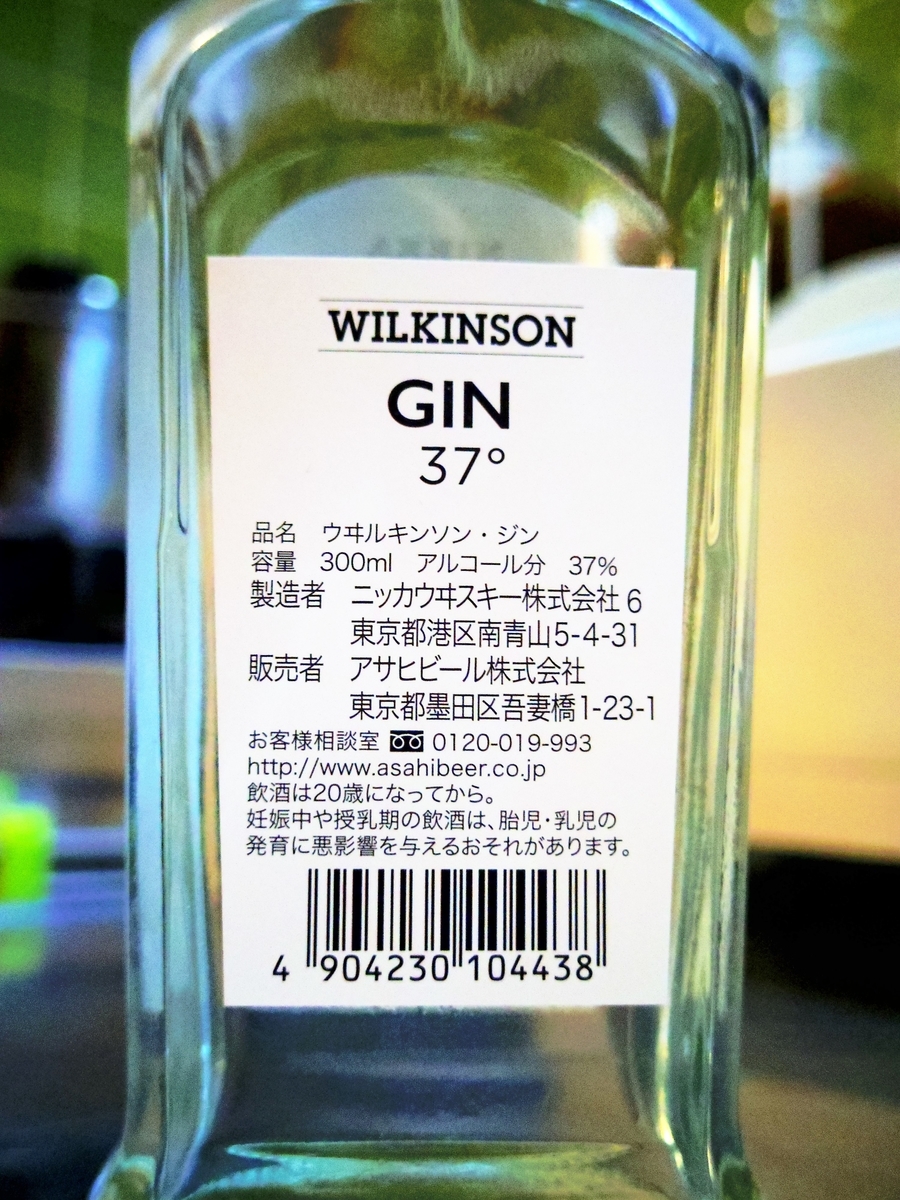 WILKINSON
GIN
37°
品名　ウヰルキンソン・ジン
容量　300ml　アルコール分　37%
製造者　ニッカウヰスキー株式会社 6
東京都港区南青山5-4-31
販売者　アサヒビール株式会社
東京都墨田区吾妻橋1-23-1
お客様相談室 0120-019-993
http://www.asahibeer.co.jp
飲酒は20歳になってから。
妊娠中や授乳期の飲酒は、胎児・乳児の
発育に悪影響を与えるおそれがあります。
4 904230 104438